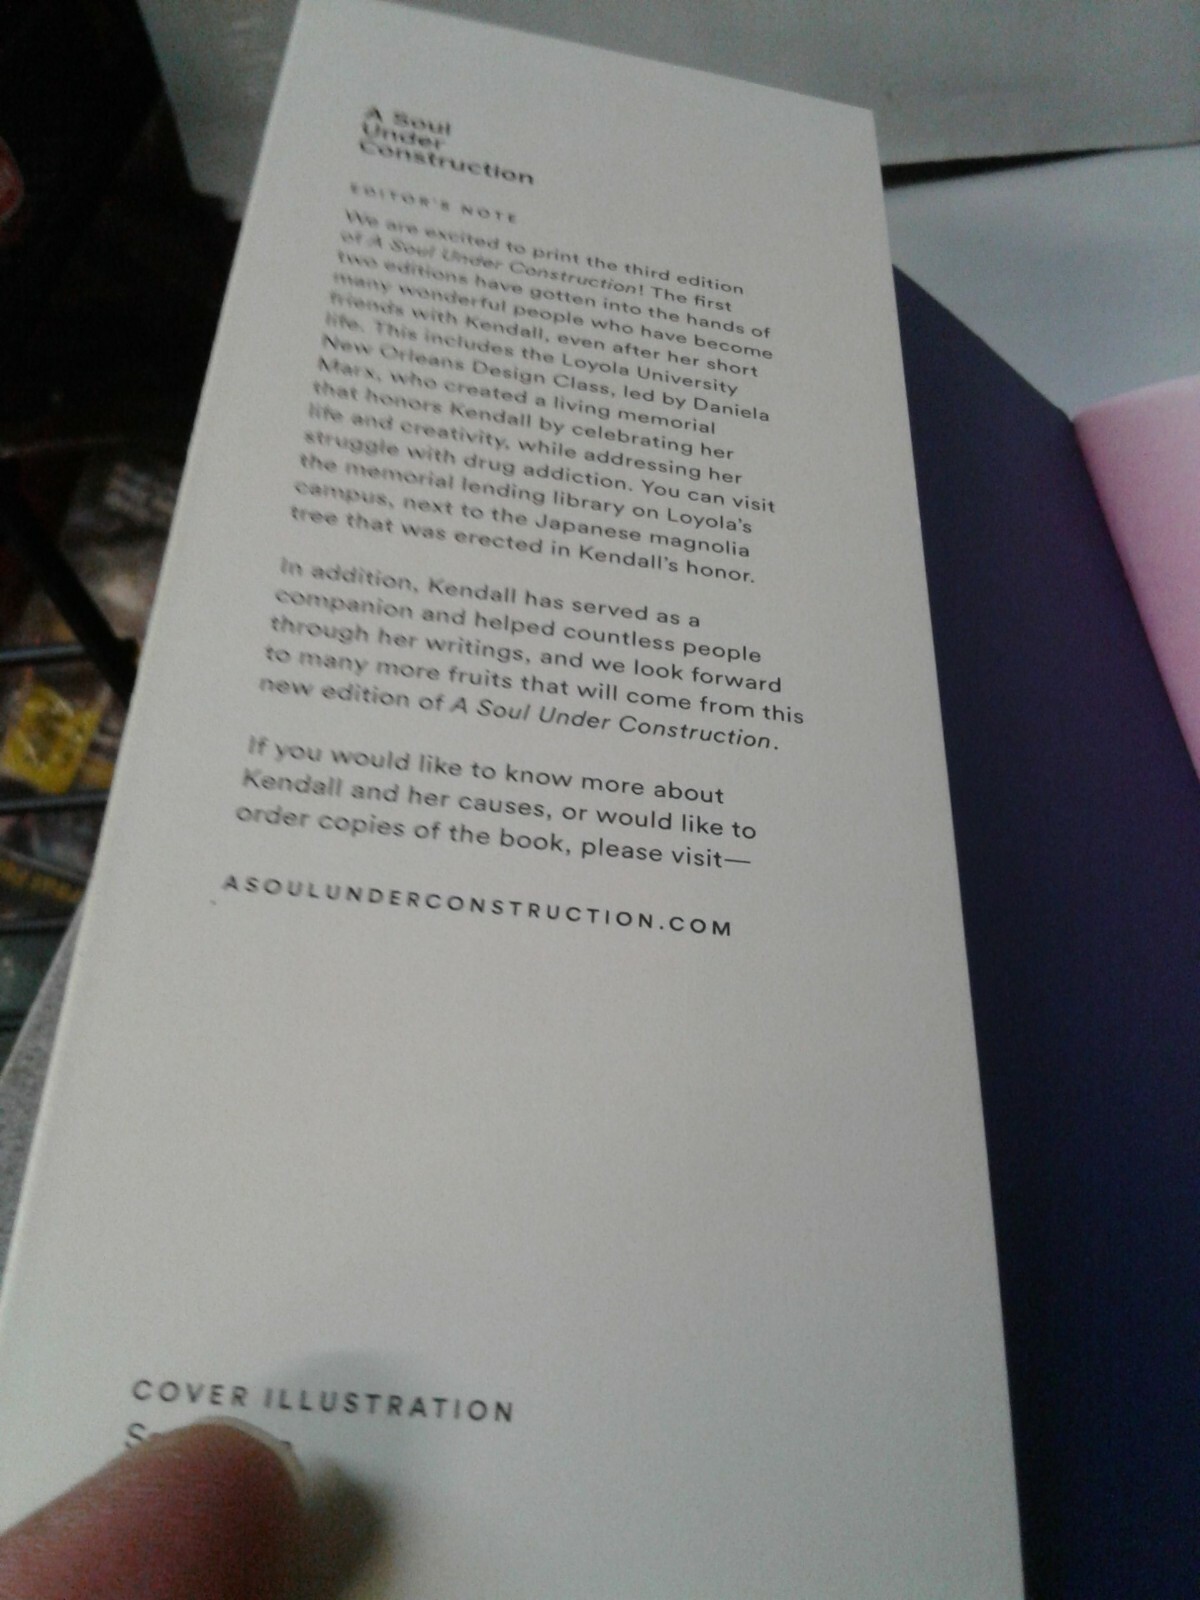 A Soul
Under
Construction
EDITOR'S NOTE
We are excited to print the third edition
of A Soul Under Construction! The first
two editions have gotten into the hands of
many wonderful people who have become
friends with Kendall, even after her short
life. This includes the Loyola University
New Orleans Design Class, led by Daniela
Marx, who created a living memorial
that honors Kendall by celebrating her
life and creativity, while addressing her
struggle with drug addiction. You can visit
the memorial lending library on Loyola's
campus, next to the Japanese magnolia
tree that was erected in Kendall's honor.
In addition, Kendall has served as a
companion and helped countless people
through her writings, and we look forward
to many more fruits that will come from this
new edition of A Soul Under Construction.
If you would like to know more about
Kendall and her causes, or would like to
order copies of the book, please visit—
ASOULUNDERCONSTRUCTION.COM
COVER ILLUSTRATION